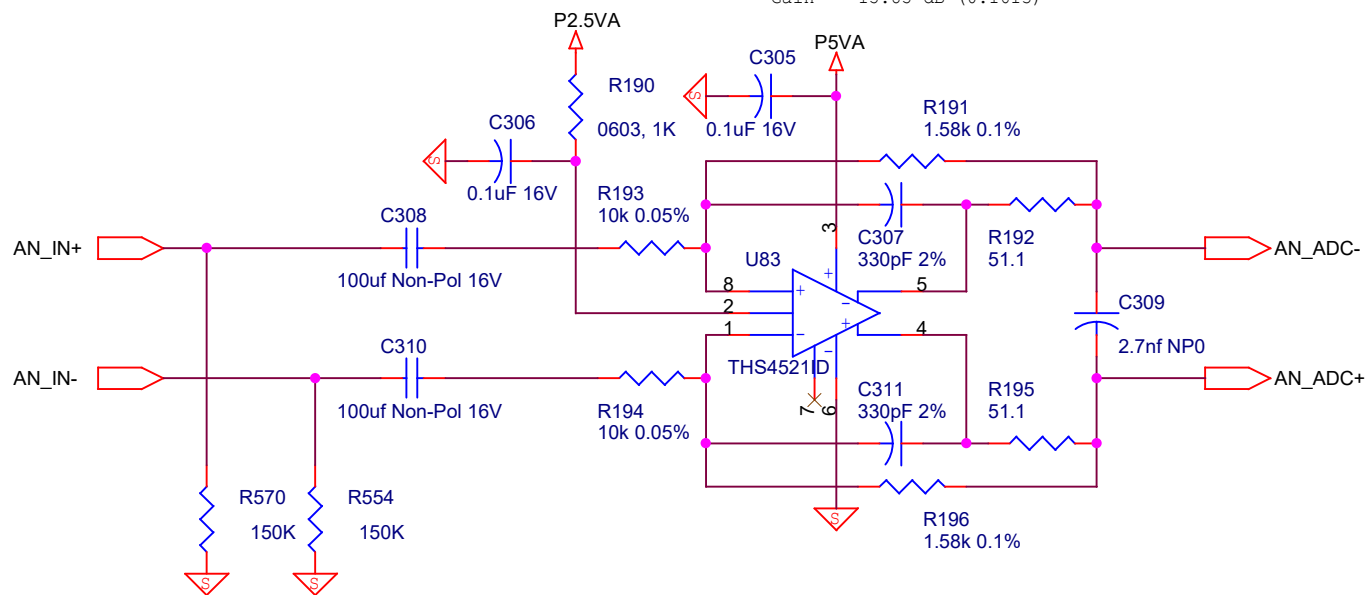 P2.5VA
P5VA
C305
R190
R191
1.58k 0.1%
C306
0603, 1K
0.1uF 16V
S
S
0.1uF 16V
R193
10k 0.05%
C308
3
C307
330pF 2%
R192
51.1
AN_IN+
AN_ADC-
100uf Non-Pol 16V
U83
+
8
+
5
−
2
C309
1
−
+
4
2.7nf NP0
C310
THS4521ID
−
AN_IN-
AN_ADC+
100uf Non-Pol 16V
R194
10k 0.05%
7
6
C311
330pF 2%
R195
51.1
R570
150K
R554
150K
S
R196
1.58k 0.1%
S
S